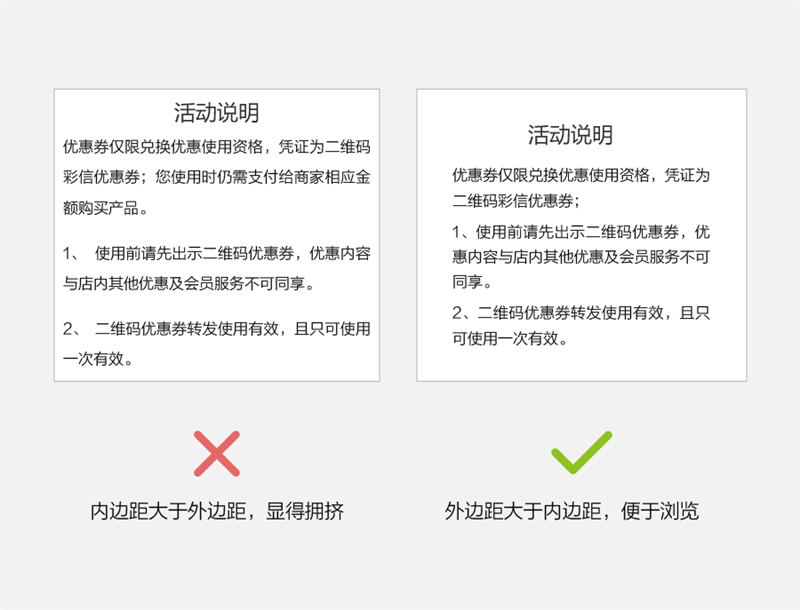 活动说明
优惠券仅限兑换优惠使用资格，凭证为二维码
彩信优惠券；您使用时仍需支付给商家相应金
额购买产品。
1、 使用前请先出示二维码优惠券，优惠内容
与店内其他优惠及会员服务不可同享。
2、 二维码优惠券转发使用有效，且只可使用
一次有效。
内边距大于外边距，显得拥挤
活动说明
优惠券仅限兑换优惠使用资格，凭证为
二维码彩信优惠券；
1、使用前请先出示二维码优惠券，优
惠内容与店内其他优惠及会员服务不可
同享。
2、二维码优惠券转发使用有效，且只
可使用一次有效。
外边距大于内边距，便于浏览